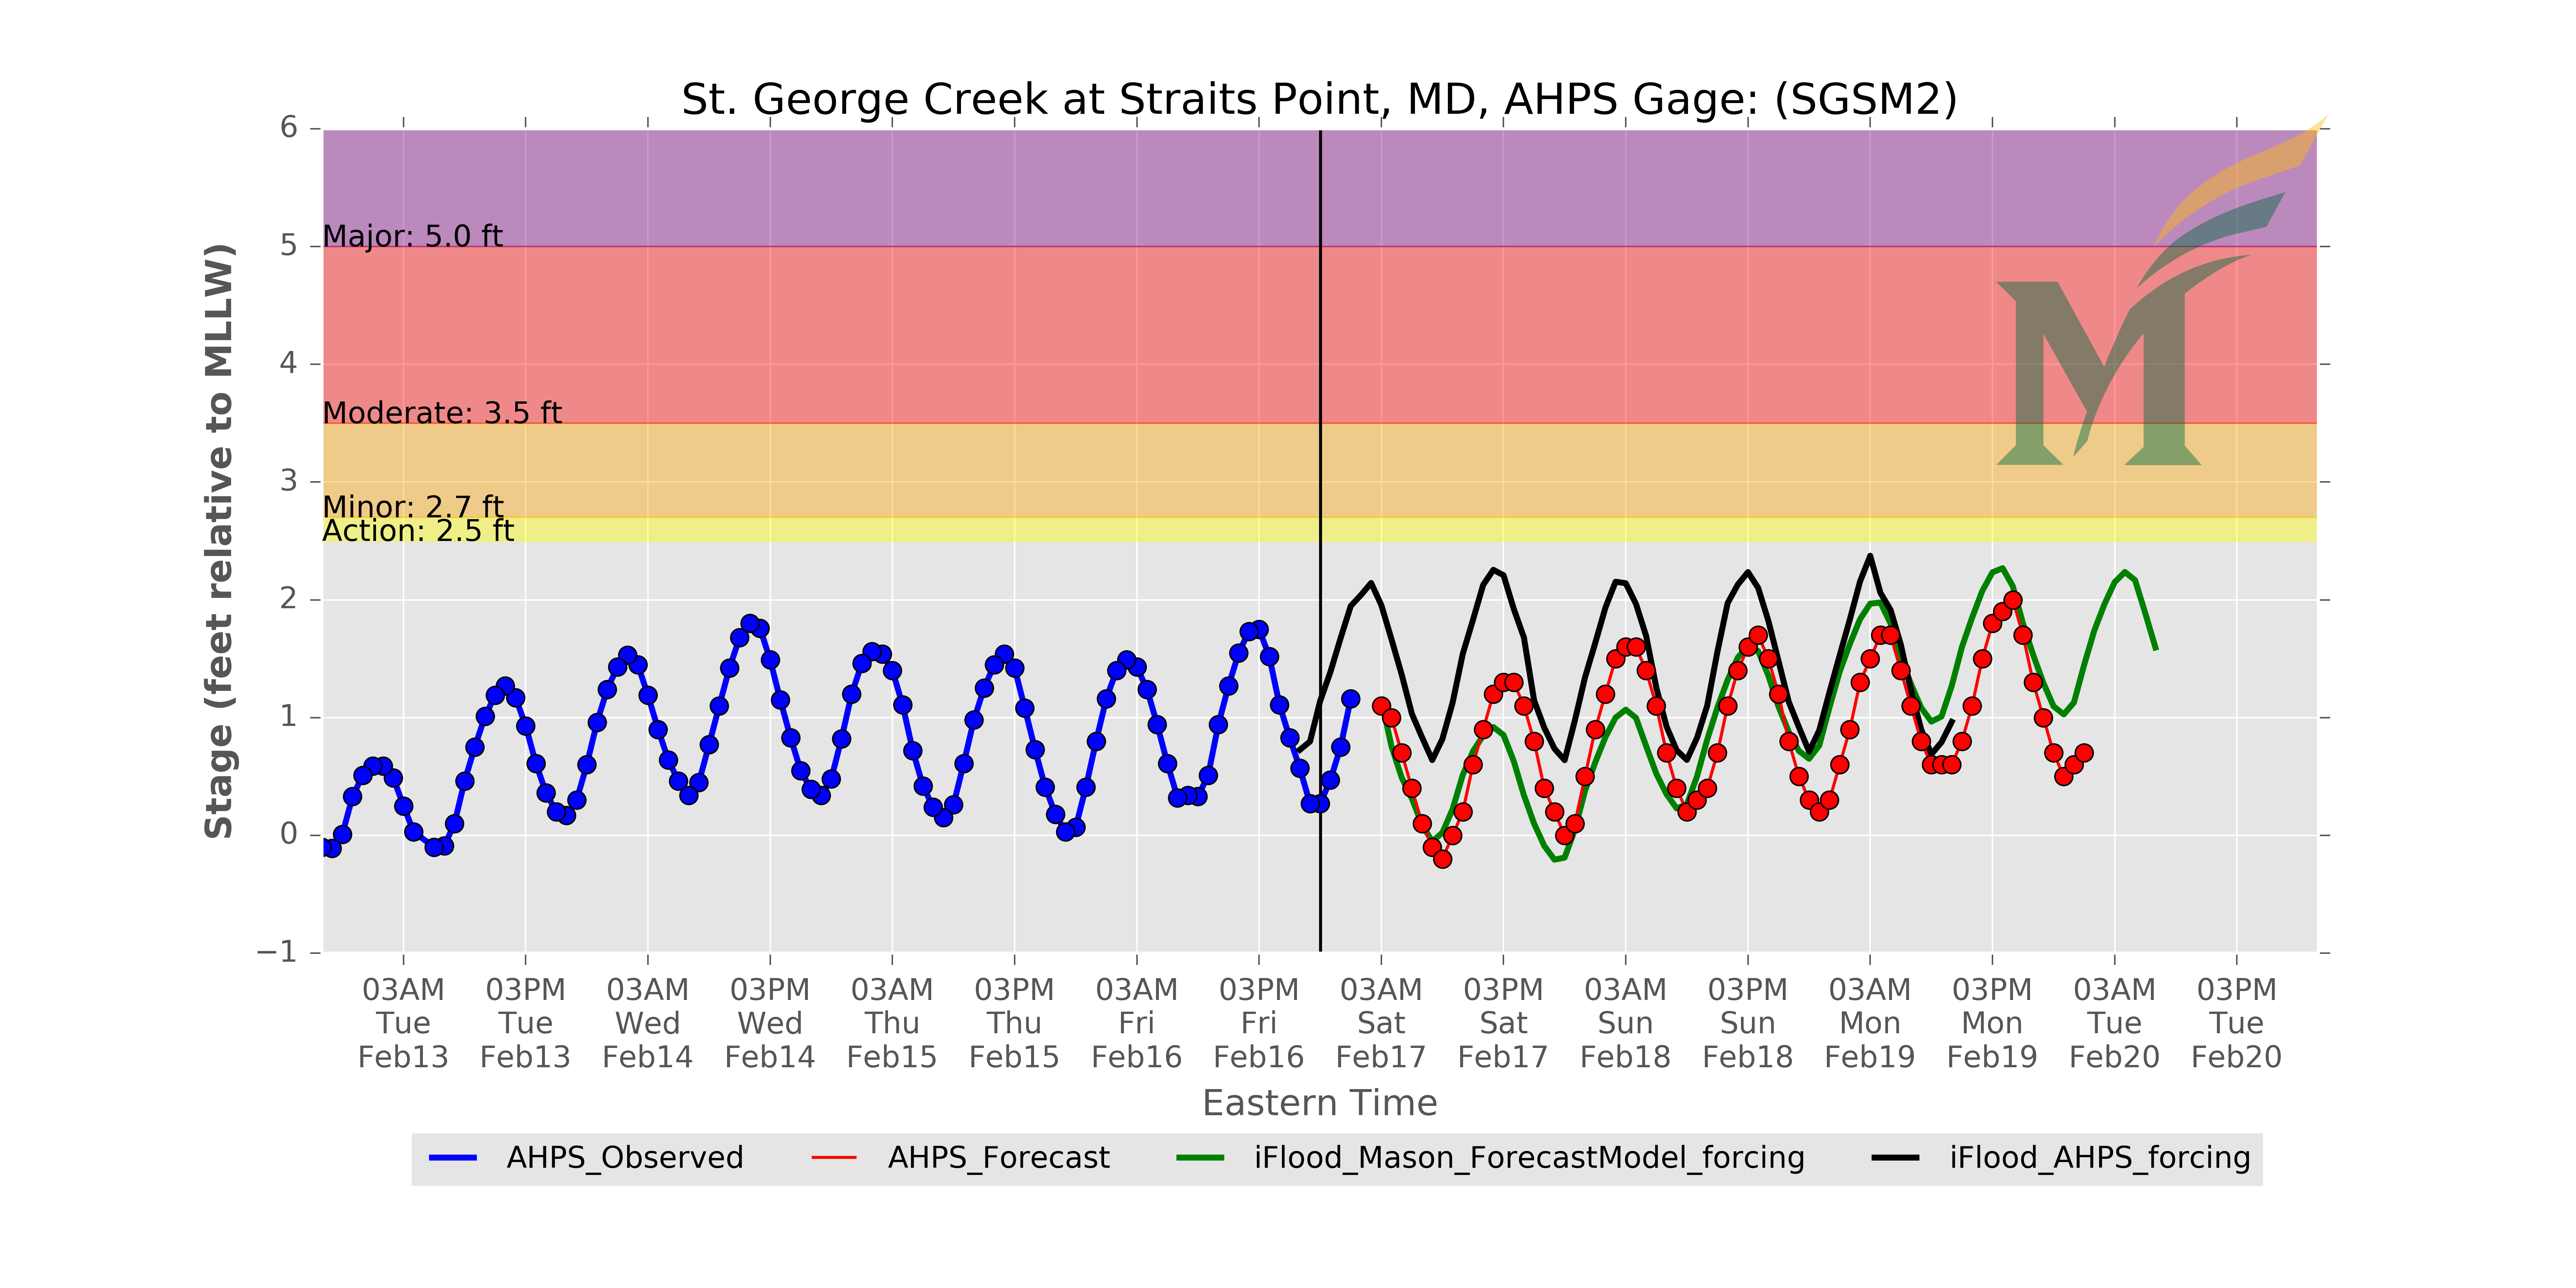 St. George Creek at Straits Point, MD, AHPS Gage: (SGSM2)
Stage (feet relative to MLLW)
6
5
4
3
2
1
0
−1
Major: 5.0 ft
Moderate: 3.5 ft
Minor: 2.7 ft
Action: 2.5 ft
M
03AM 03PM 03AM 03PM 03AM 03PM 03AM 03PM 03AM 03PM 03AM 03PM 03AM 03PM 03AM 03PM
Tue Tue Wed Wed Thu Thu Fri Fri Sat Sat Sun Sun Mon Mon Tue Tue
Feb13 Feb13 Feb14 Feb14 Feb15 Feb15 Feb16 Feb16 Feb17 Feb17 Feb18 Feb18 Feb19 Feb19 Feb20 Feb20
Eastern Time
AHPS_Observed AHPS_Forecast iFlood_Mason_ForecastModel_forcing iFlood_AHPS_forcing